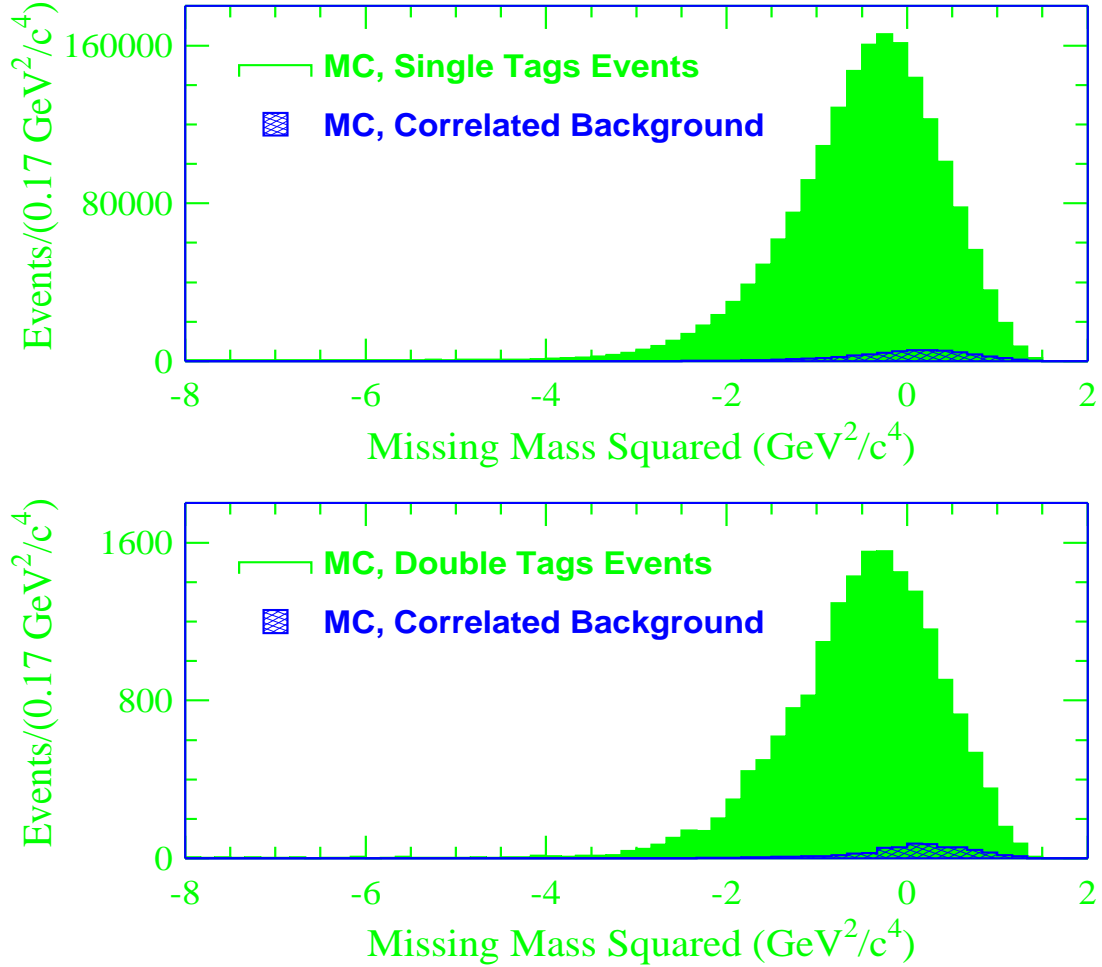 160000
80000
0
Events/(0.17 GeV²/c⁴)
MC, Single Tags Events
MC, Correlated Background
-8 -6 -4 -2 0 2
Missing Mass Squared (GeV²/c⁴)
1600
800
0
Events/(0.17 GeV²/c⁴)
MC, Double Tags Events
MC, Correlated Background
-8 -6 -4 -2 0 2
Missing Mass Squared (GeV²/c⁴)